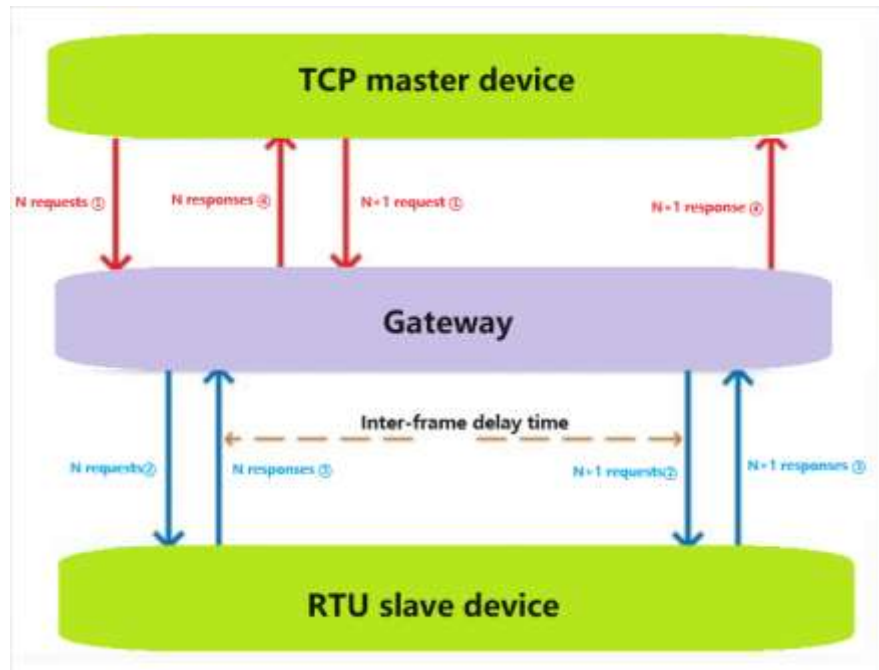 TCP master device
N requests ①
N responses ④
N+1 request ①
N+1 response ④
Gateway
Inter-frame delay time
N requests②
N responses ③
N+1 requests②
N+1 responses ③
RTU slave device